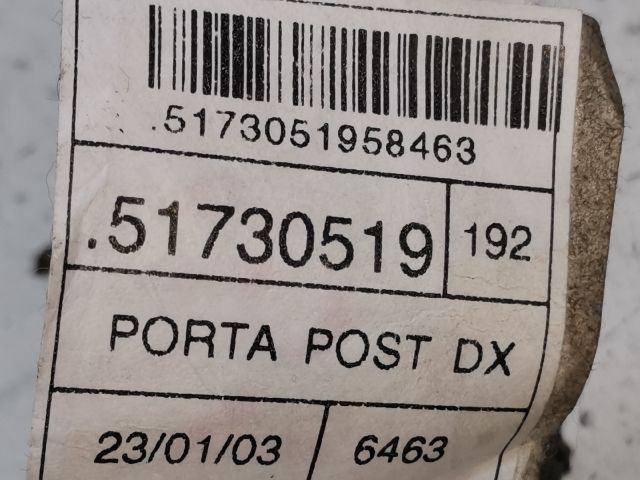 .5173051958463
.51730519 192
PORTA POST DX
23/01/03 6463